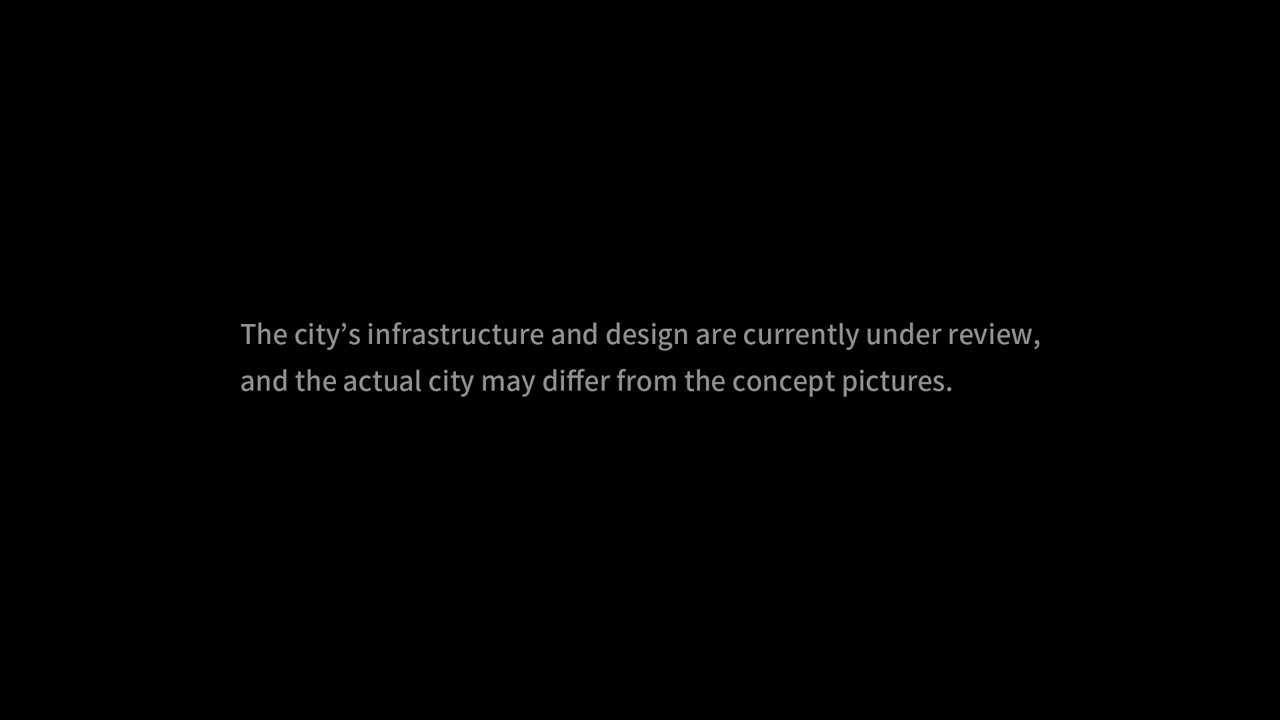 The city’s infrastructure and design are currently under review,
and the actual city may differ from the concept pictures.